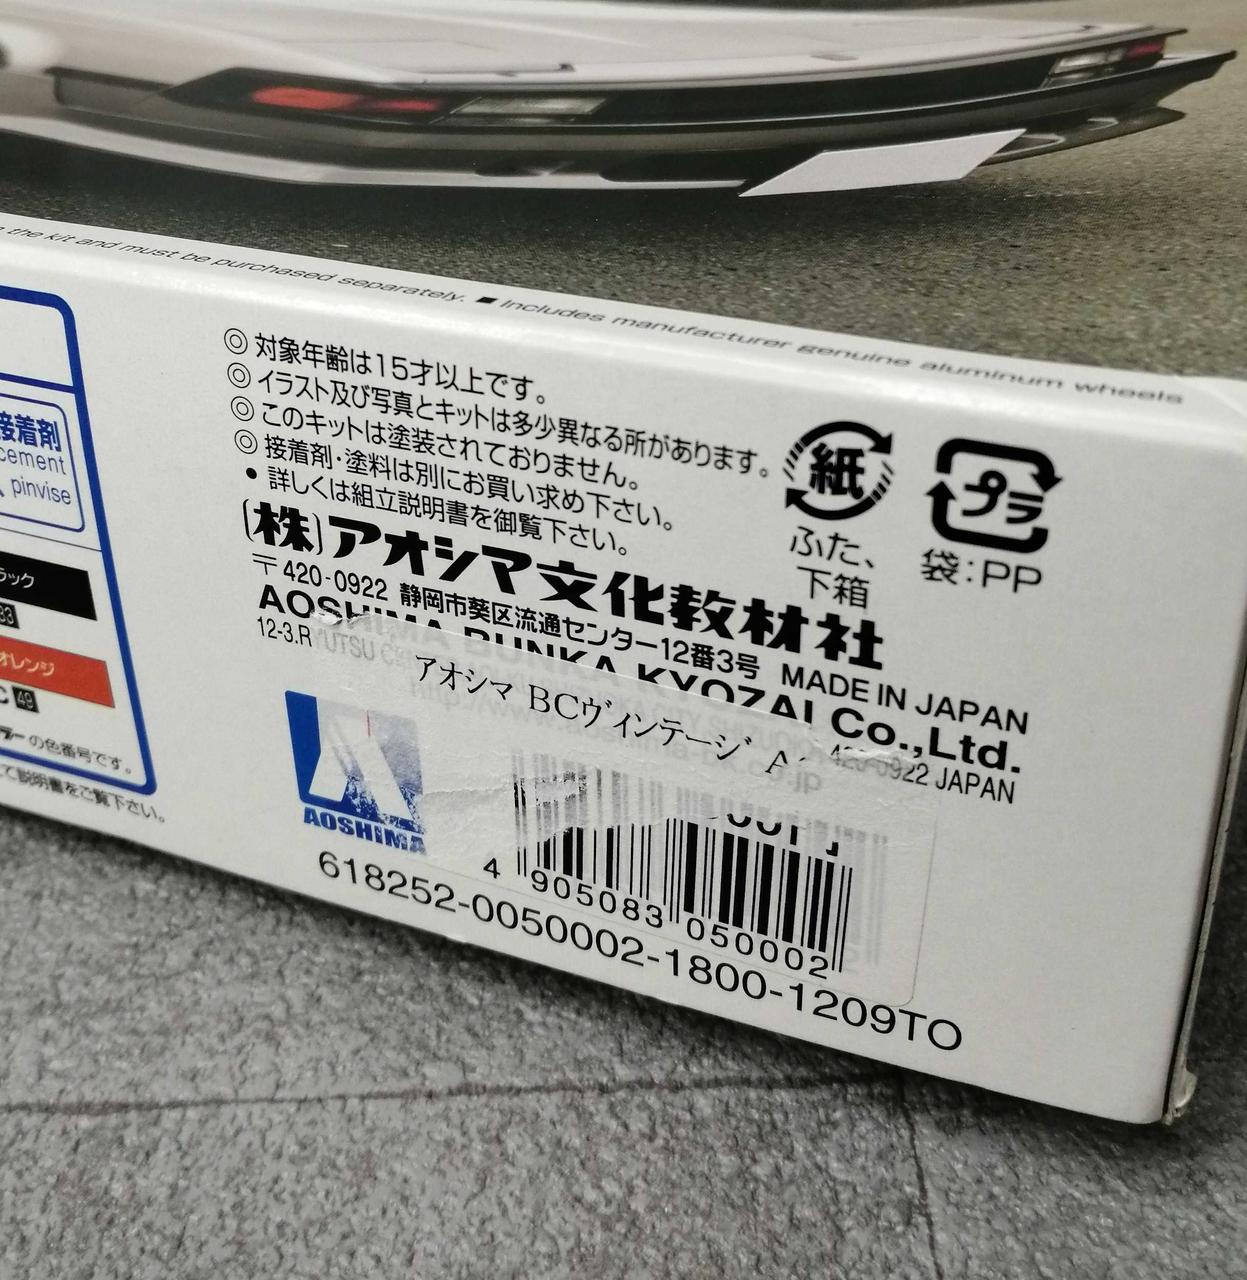 the kit and must be purchased separately. ■ Includes manufacturer genuine aluminum wheels
接着剤
cement
pinvise
ラック
33
オレンジ
C 49
ラーの色番号です。
て説明書をご覧下さい。
◎ 対象年齢は15才以上です。
◎ イラスト及び写真とキットは多少異なる所があります。
◎ このキットは塗装されておりません。
◎ 接着剤・塗料は別にお買い求め下さい。
● 詳しくは組立説明書を御覧下さい。
(株)アオシマ文化教材社
〒420-0922 静岡市葵区流通センター12番3号 MADE IN JAPAN
AOSHIMA BUNKA KYOZAI Co.,Ltd.
12-3.RYUTSU CENTER SHIZUOKA CITY 420-0922 JAPAN
アオシマ BCヴィンテージ
AOSHIMA
4 905083 050002
618252-0050002-1800-1209TO
紙
ふた、
下箱
プラ
袋:PP